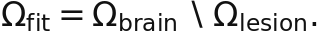 Ω_fit = Ω_brain \ Ω_lesion.